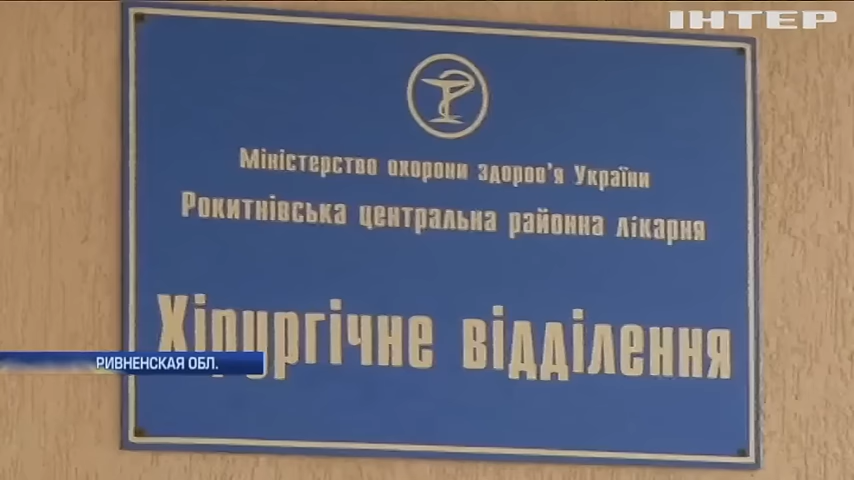 ІНТЕР
Міністерство охорони здоров'я України
Рокитнівська центральна районна лікарня
Хірургічне відділення
РИВНЕНСКАЯ ОБЛ.